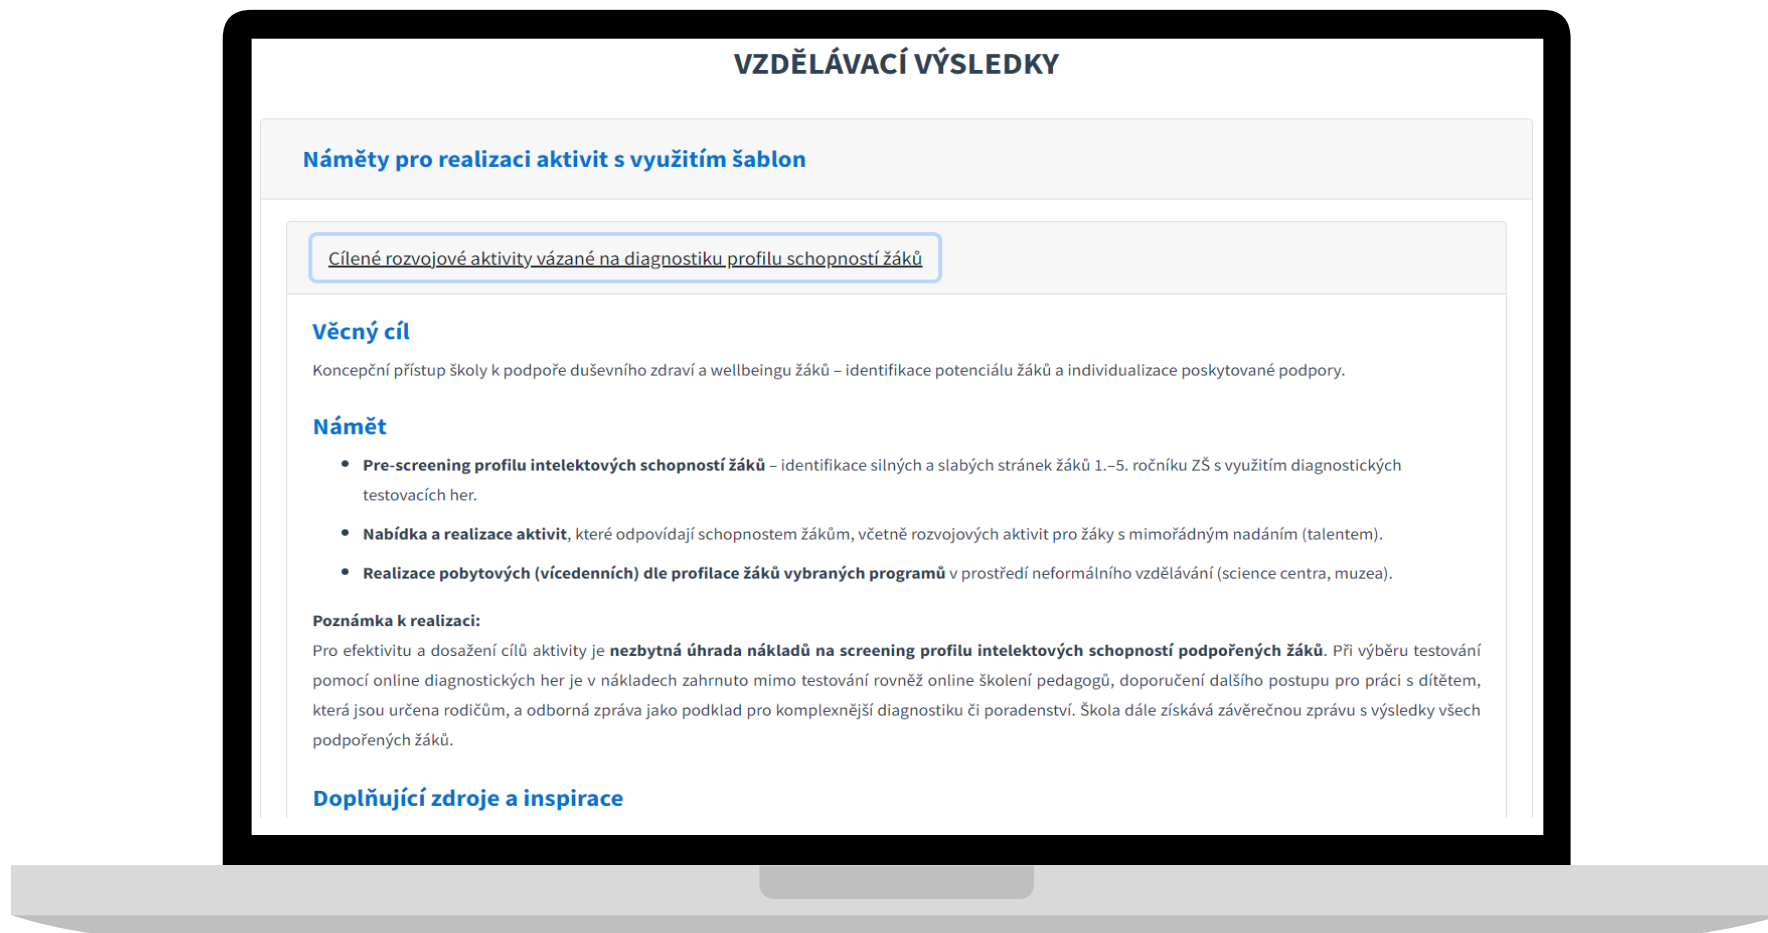 VZDĚLÁVACÍ VÝSLEDKY
Náměty pro realizaci aktivit s využitím šablon
Cílené rozvojové aktivity vázané na diagnostiku profilu schopností žáků
Věcný cíl
Koncepční přístup školy k podpoře duševního zdraví a wellbeingu žáků – identifikace potenciálu žáků a individualizace poskytované podpory.
Námět
• Pre-screening profilu intelektových schopností žáků – identifikace silných a slabých stránek žáků 1.–5. ročníku ZŠ s využitím diagnostických
testovacích her.
• Nabídka a realizace aktivit, které odpovídají schopnostem žákům, včetně rozvojových aktivit pro žáky s mimořádným nadáním (talentem).
• Realizace pobytových (vícedenních) dle profilace žáků vybraných programů v prostředí neformálního vzdělávání (science centra, muzea).
Poznámka k realizaci:
Pro efektivitu a dosažení cílů aktivity je nezbytná úhrada nákladů na screening profilu intelektových schopností podpořených žáků. Při výběru testování
pomocí online diagnostických her je v nákladech zahrnuto mimo testování rovněž online školení pedagogů, doporučení dalšího postupu pro práci s dítětem,
která jsou určena rodičům, a odborná zpráva jako podklad pro komplexnější diagnostiku či poradenství. Škola dále získává závěrečnou zprávu s výsledky všech
podpořených žáků.
Doplňující zdroje a inspirace